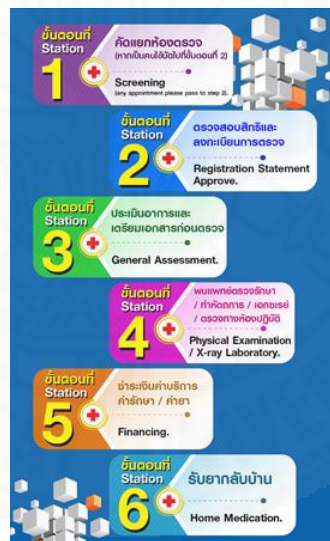 ขั้นตอนที่
Station
1
คัดแยกห้องตรวจ
(หากเป็นคนไข้นัดไปที่ขั้นตอนที่ 2)
Screening
(any appointment please pass to step 2).
ขั้นตอนที่
Station
2
ตรวจสอบสิทธิและ
ลงทะเบียนการตรวจ
Registration Statement
Approve.
ขั้นตอนที่
Station
3
ประเมินอาการและ
เตรียมเอกสารก่อนตรวจ
General Assessment.
ขั้นตอนที่
Station
4
พบแพทย์ตรวจรักษา
/ ทำหัตถการ / เอกซเรย์
/ ตรวจทางห้องปฏิบัติ
Physical Examination
/ X-ray Laboratory.
ขั้นตอนที่
Station
5
ชำระเงินค่าบริการ
ค่ารักษา / ค่ายา
Financing.
ขั้นตอนที่
Station
6
รับยากลับบ้าน
Home Medication.